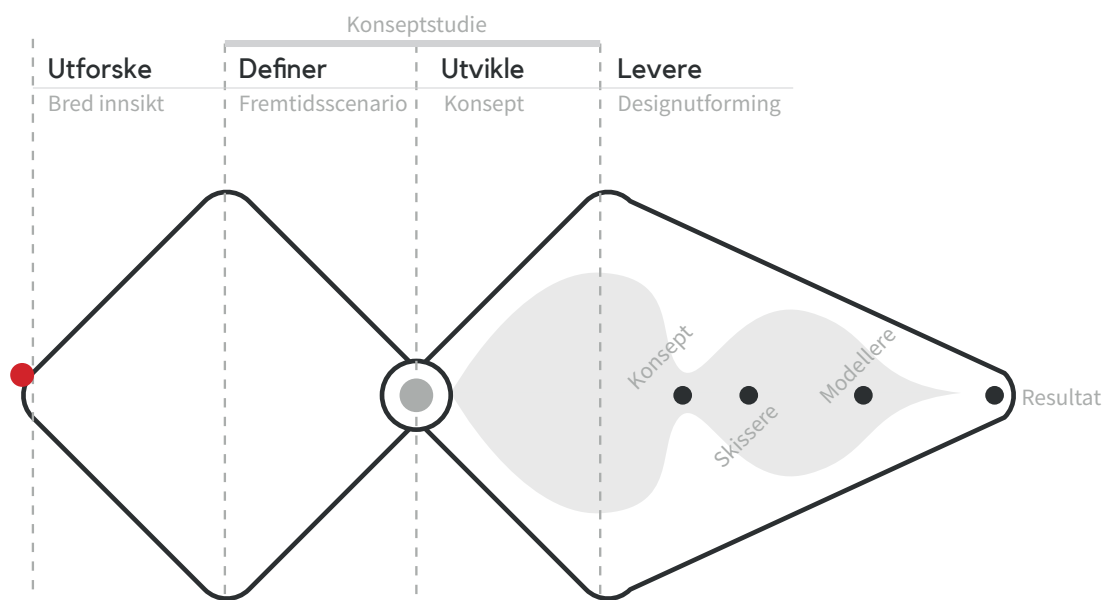 Konseptstudie
Utforske
Definer
Utvikle
Levere
Bred innsikt
Fremtidsscenario
Konsept
Designutforming
Konsept
Skissere
Modellere
Resultat